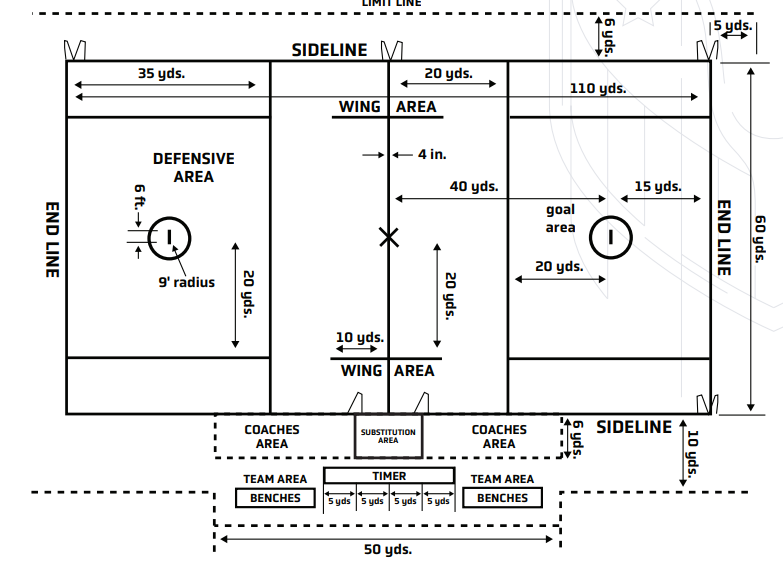 LIMIT LINE
6 yds.
5 yds.
SIDELINE
35 yds.
20 yds.
110 yds.
WING AREA
4 in.
DEFENSIVE
AREA
6 ft.
40 yds.
15 yds.
goal
area
END LINE
END LINE
60 yds.
9' radius
20 yds.
20 yds.
20 yds.
10 yds.
WING AREA
COACHES
AREA
SUBSTITUTION
AREA
COACHES
AREA
6 yds.
SIDELINE
10 yds.
TEAM AREA
TIMER
TEAM AREA
BENCHES
5 yds.
5 yds.
5 yds.
5 yds.
BENCHES
50 yds.